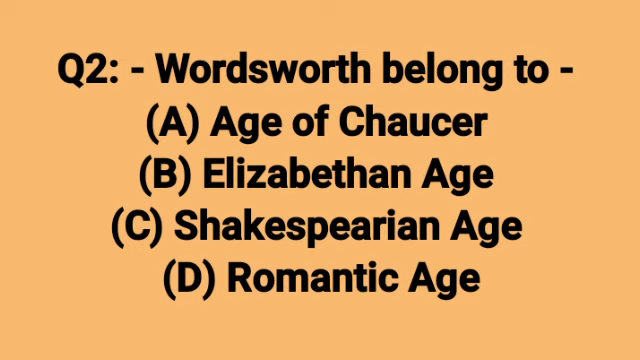 Q2: - Wordsworth belong to -
(A) Age of Chaucer
(B) Elizabethan Age
(C) Shakespearian Age
(D) Romantic Age